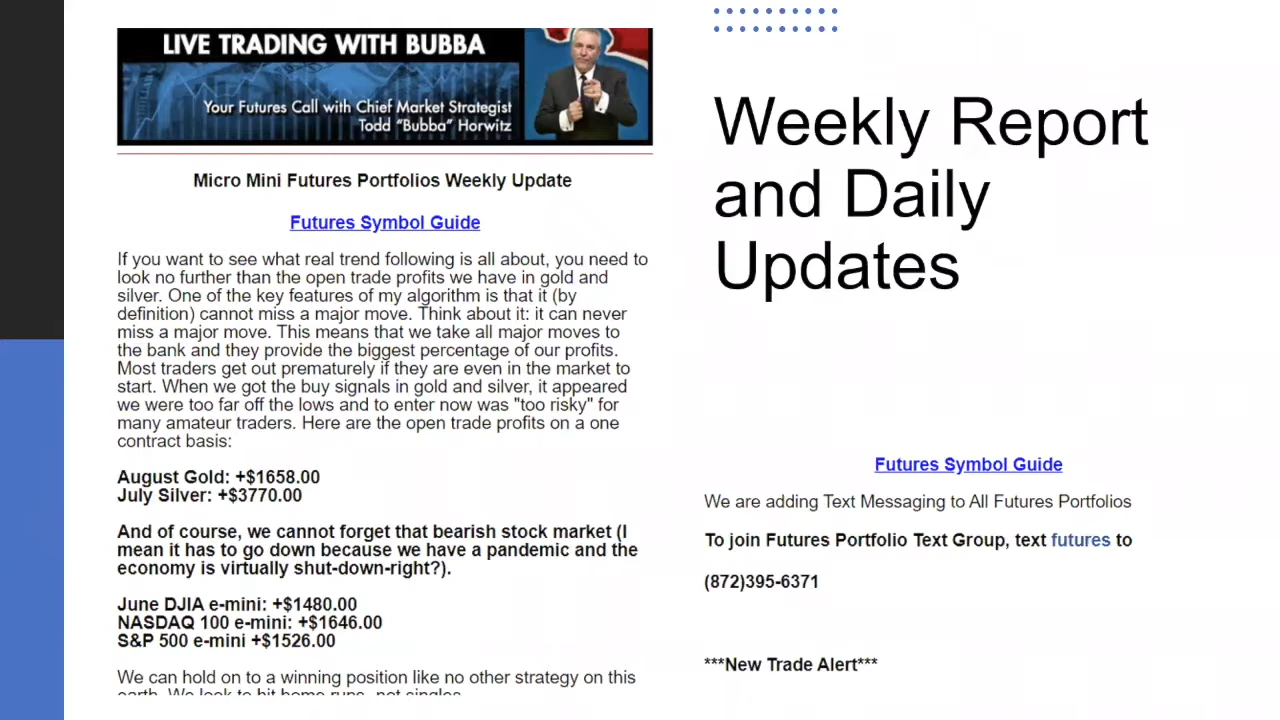 LIVE TRADING WITH BUBBA
Your Futures Call with Chief Market Strategist
Todd "Bubba" Horwitz
Micro Mini Futures Portfolios Weekly Update
Futures Symbol Guide
If you want to see what real trend following is all about, you need to
look no further than the open trade profits we have in gold and
silver. One of the key features of my algorithm is that it (by
definition) cannot miss a major move. Think about it: it can never
miss a major move. This means that we take all major moves to
the bank and they provide the biggest percentage of our profits.
Most traders get out prematurely if they are even in the market to
start. When we got the buy signals in gold and silver, it appeared
we were too far off the lows and to enter now was "too risky" for
many amateur traders. Here are the open trade profits on a one
contract basis:
August Gold: +$1658.00
July Silver: +$3770.00
And of course, we cannot forget that bearish stock market (I
mean it has to go down because we have a pandemic and the
economy is virtually shut-down-right?).
June DJIA e-mini: +$1480.00
NASDAQ 100 e-mini: +$1646.00
S&P 500 e-mini +$1526.00
We can hold on to a winning position like no other strategy on this
earth. We look to hit home runs, not singles
Weekly Report
and Daily
Updates
Futures Symbol Guide
We are adding Text Messaging to All Futures Portfolios
To join Futures Portfolio Text Group, text futures to
(872)395-6371
***New Trade Alert***